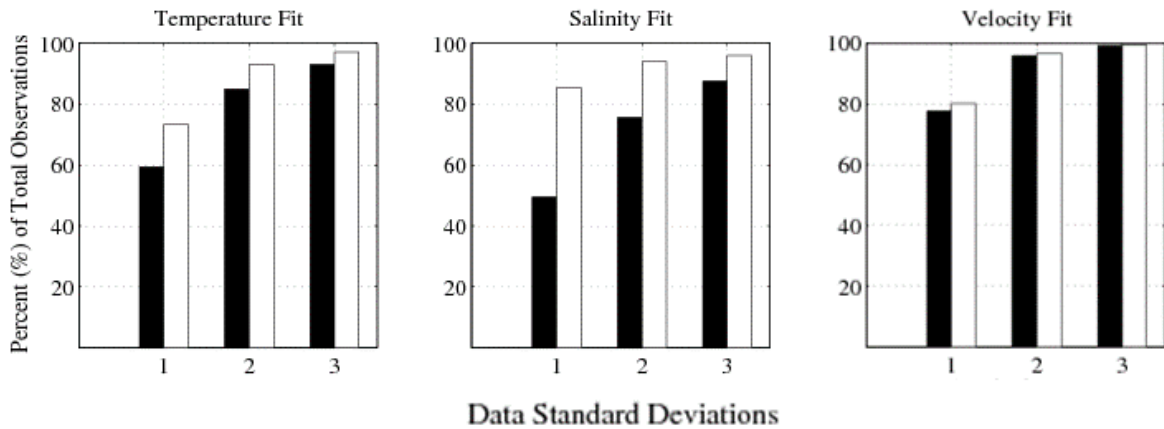 Temperature Fit
Salinity Fit
Velocity Fit
Percent (%) of Total Observations
100
80
60
40
20
1 2 3
100
80
60
40
20
1 2 3
100
80
60
40
20
1 2 3
Data Standard Deviations